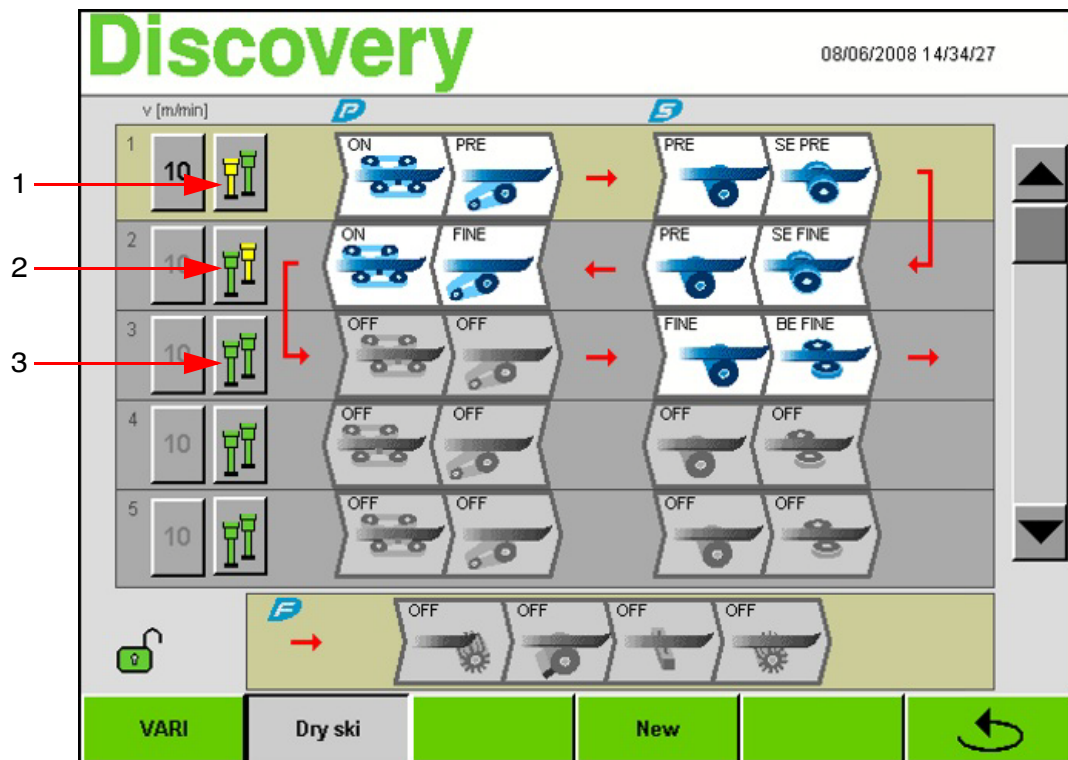 Discovery
08/06/2008 14/34/27
v [m/min]
P
S
1
10
ON
PRE
PRE
SE PRE
1
2
10
ON
FINE
PRE
SE FINE
2
3
10
OFF
OFF
FINE
BE FINE
3
4
10
OFF
OFF
OFF
OFF
5
10
OFF
OFF
OFF
OFF
F
OFF
OFF
OFF
OFF
VARI
Dry ski
New